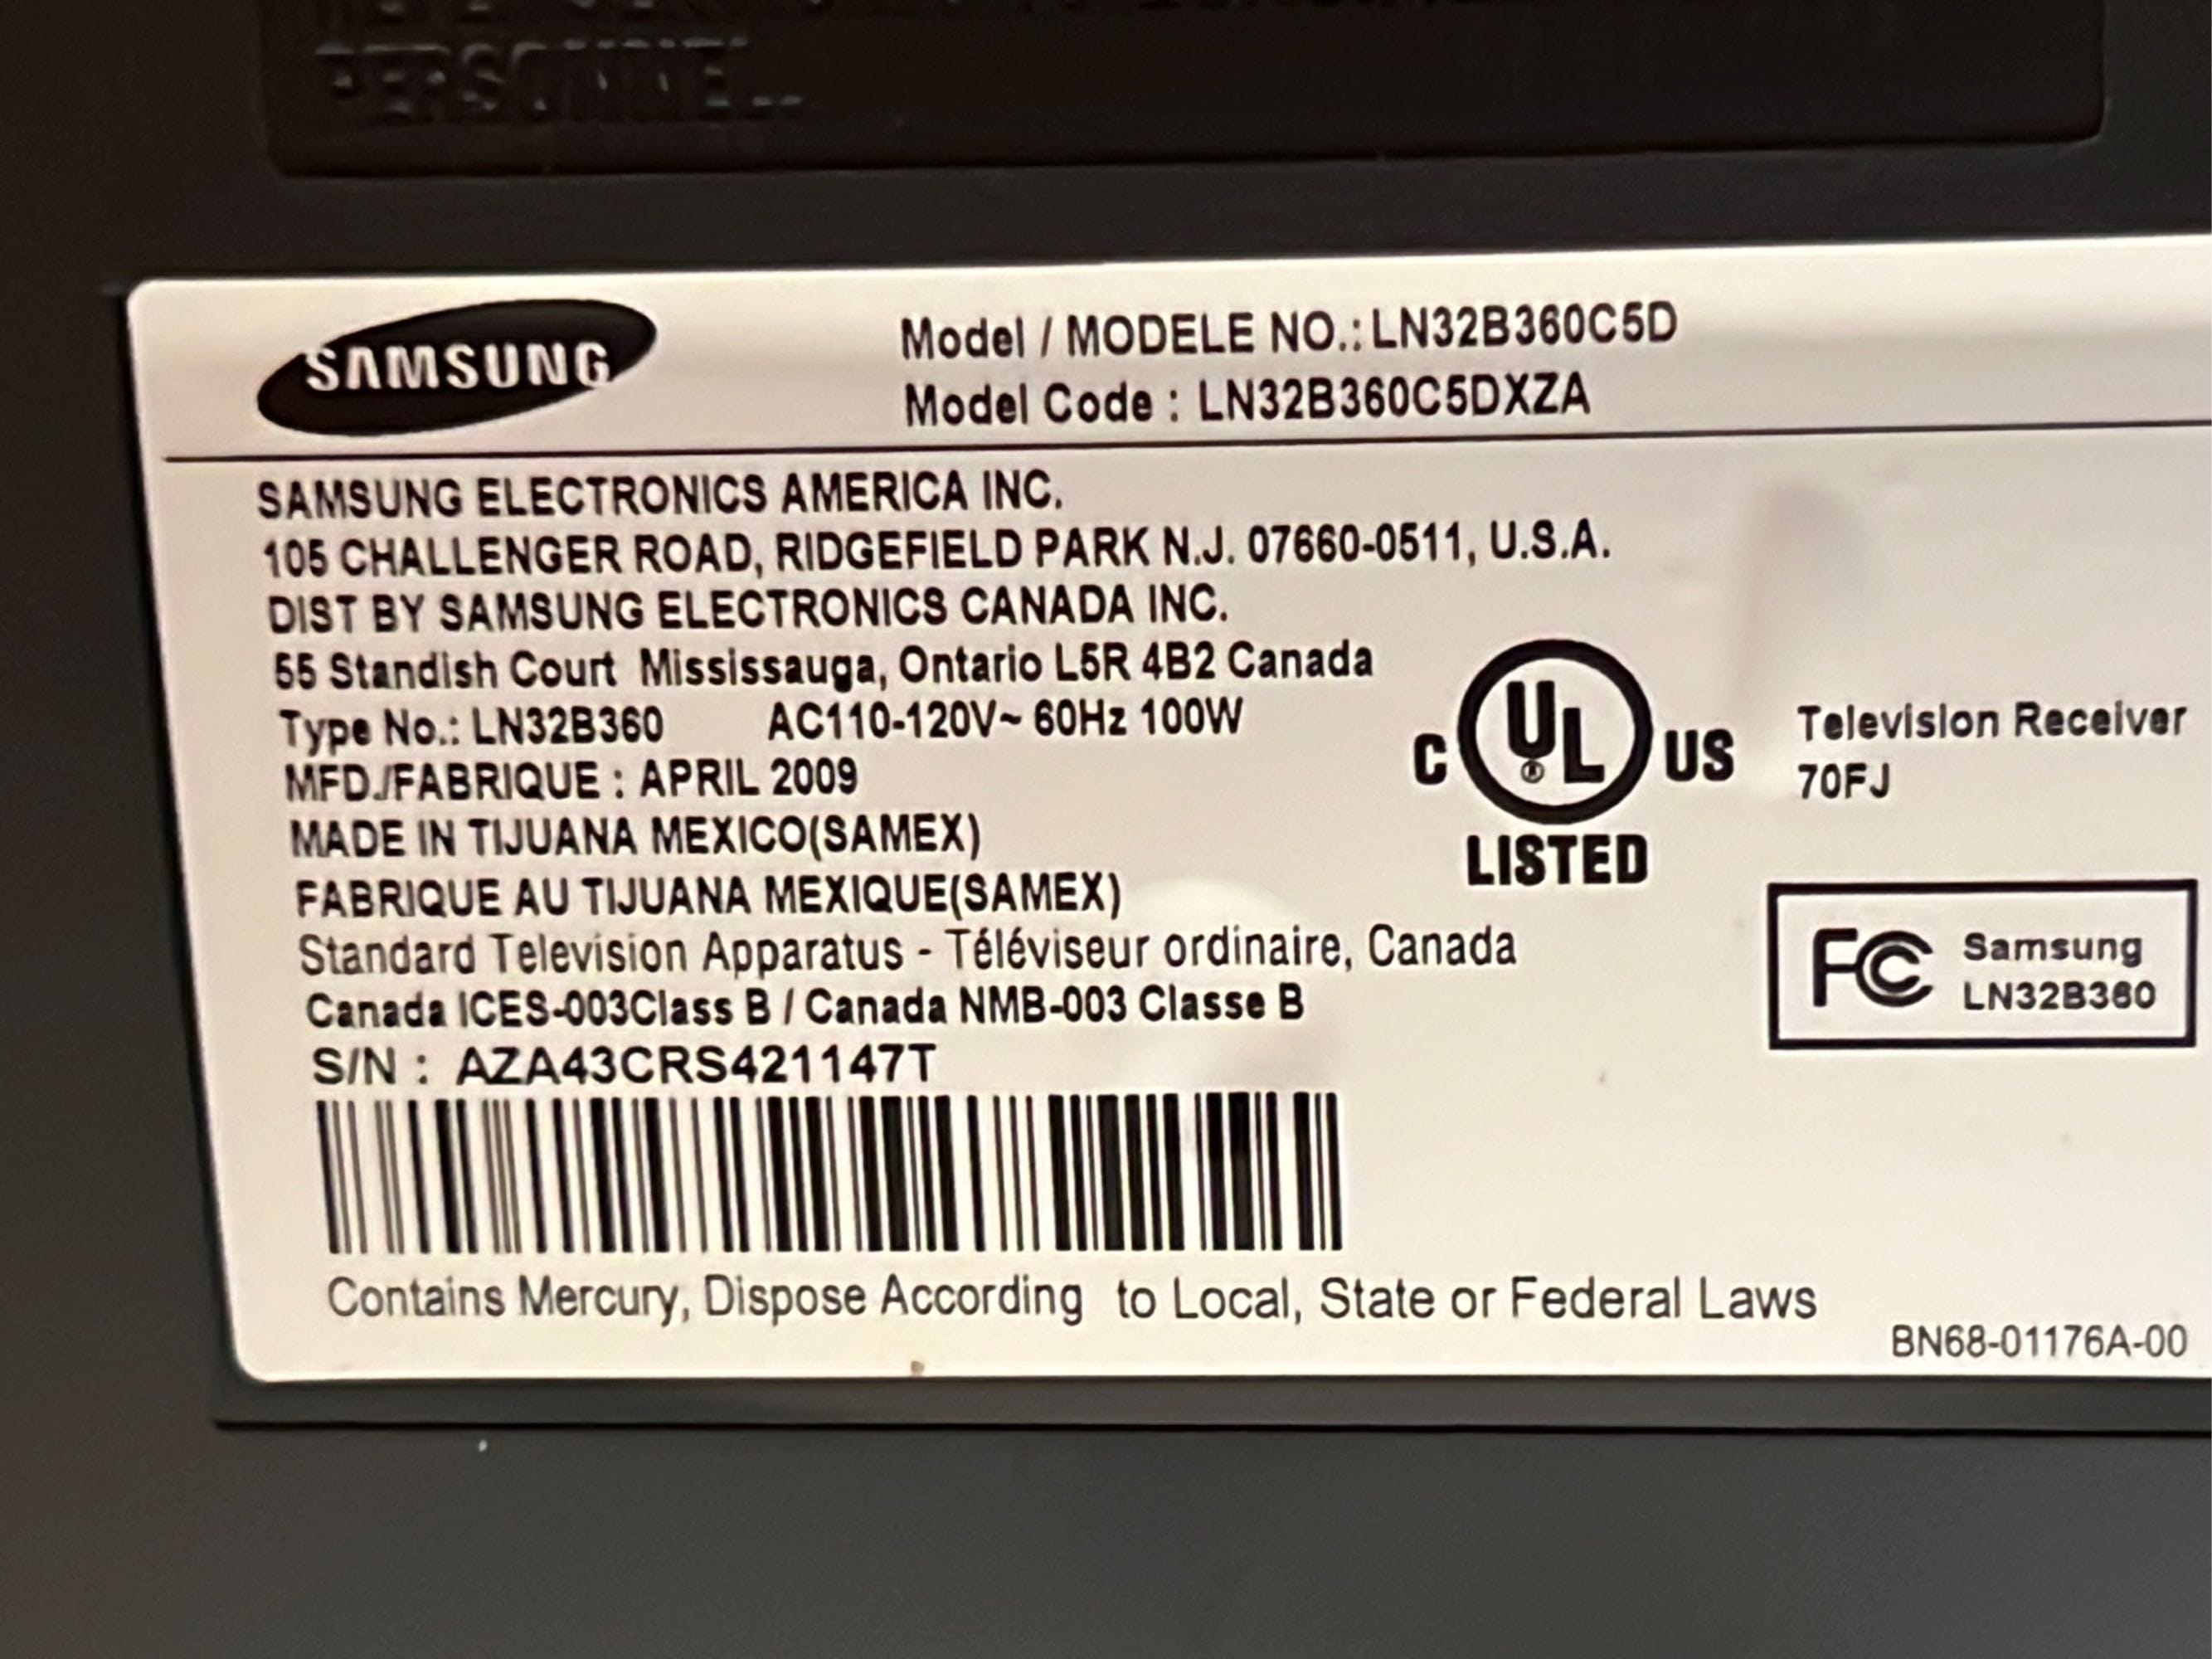 PERSONNEL.
SAMSUNG
Model / MODELE NO.: LN32B360C5D
Model Code : LN32B360C5DXZA
SAMSUNG ELECTRONICS AMERICA INC.
105 CHALLENGER ROAD, RIDGEFIELD PARK N.J. 07660-0511, U.S.A.
DIST BY SAMSUNG ELECTRONICS CANADA INC.
55 Standish Court Mississauga, Ontario L5R 4B2 Canada
Type No.: LN32B360 AC110-120V~ 60Hz 100W
MFD./FABRIQUE : APRIL 2009
MADE IN TIJUANA MEXICO(SAMEX)
FABRIQUE AU TIJUANA MEXIQUE(SAMEX)
Standard Television Apparatus - Téléviseur ordinaire, Canada
Canada ICES-003Class B / Canada NMB-003 Classe B
S/N : AZA43CRS421147T
Contains Mercury, Dispose According to Local, State or Federal Laws
C UL ® US
LISTED
Television Receiver
70FJ
FC Samsung
LN32B360
BN68-01176A-00